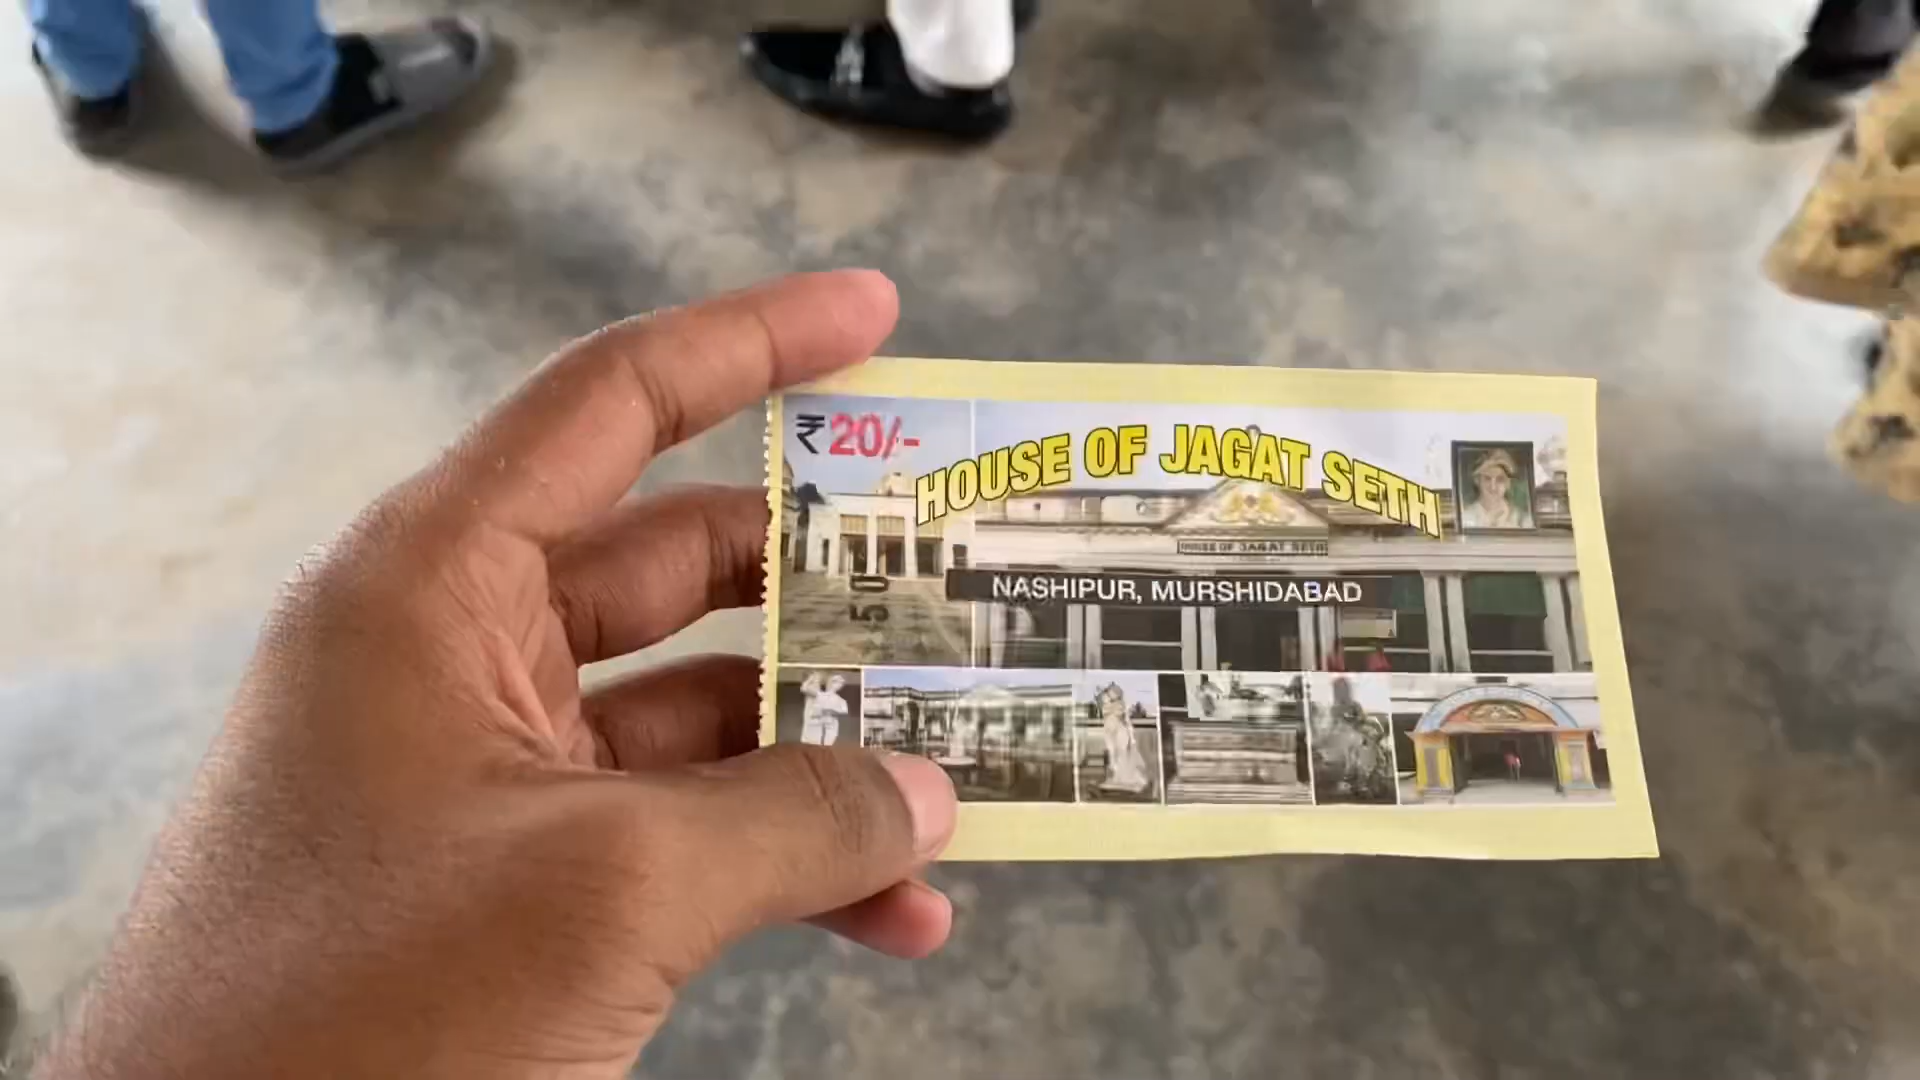 ₹20/-
HOUSE OF JAGAT SETH
HOUSE OF JAGAT SETH
NASHIPUR, MURSHIDABAD